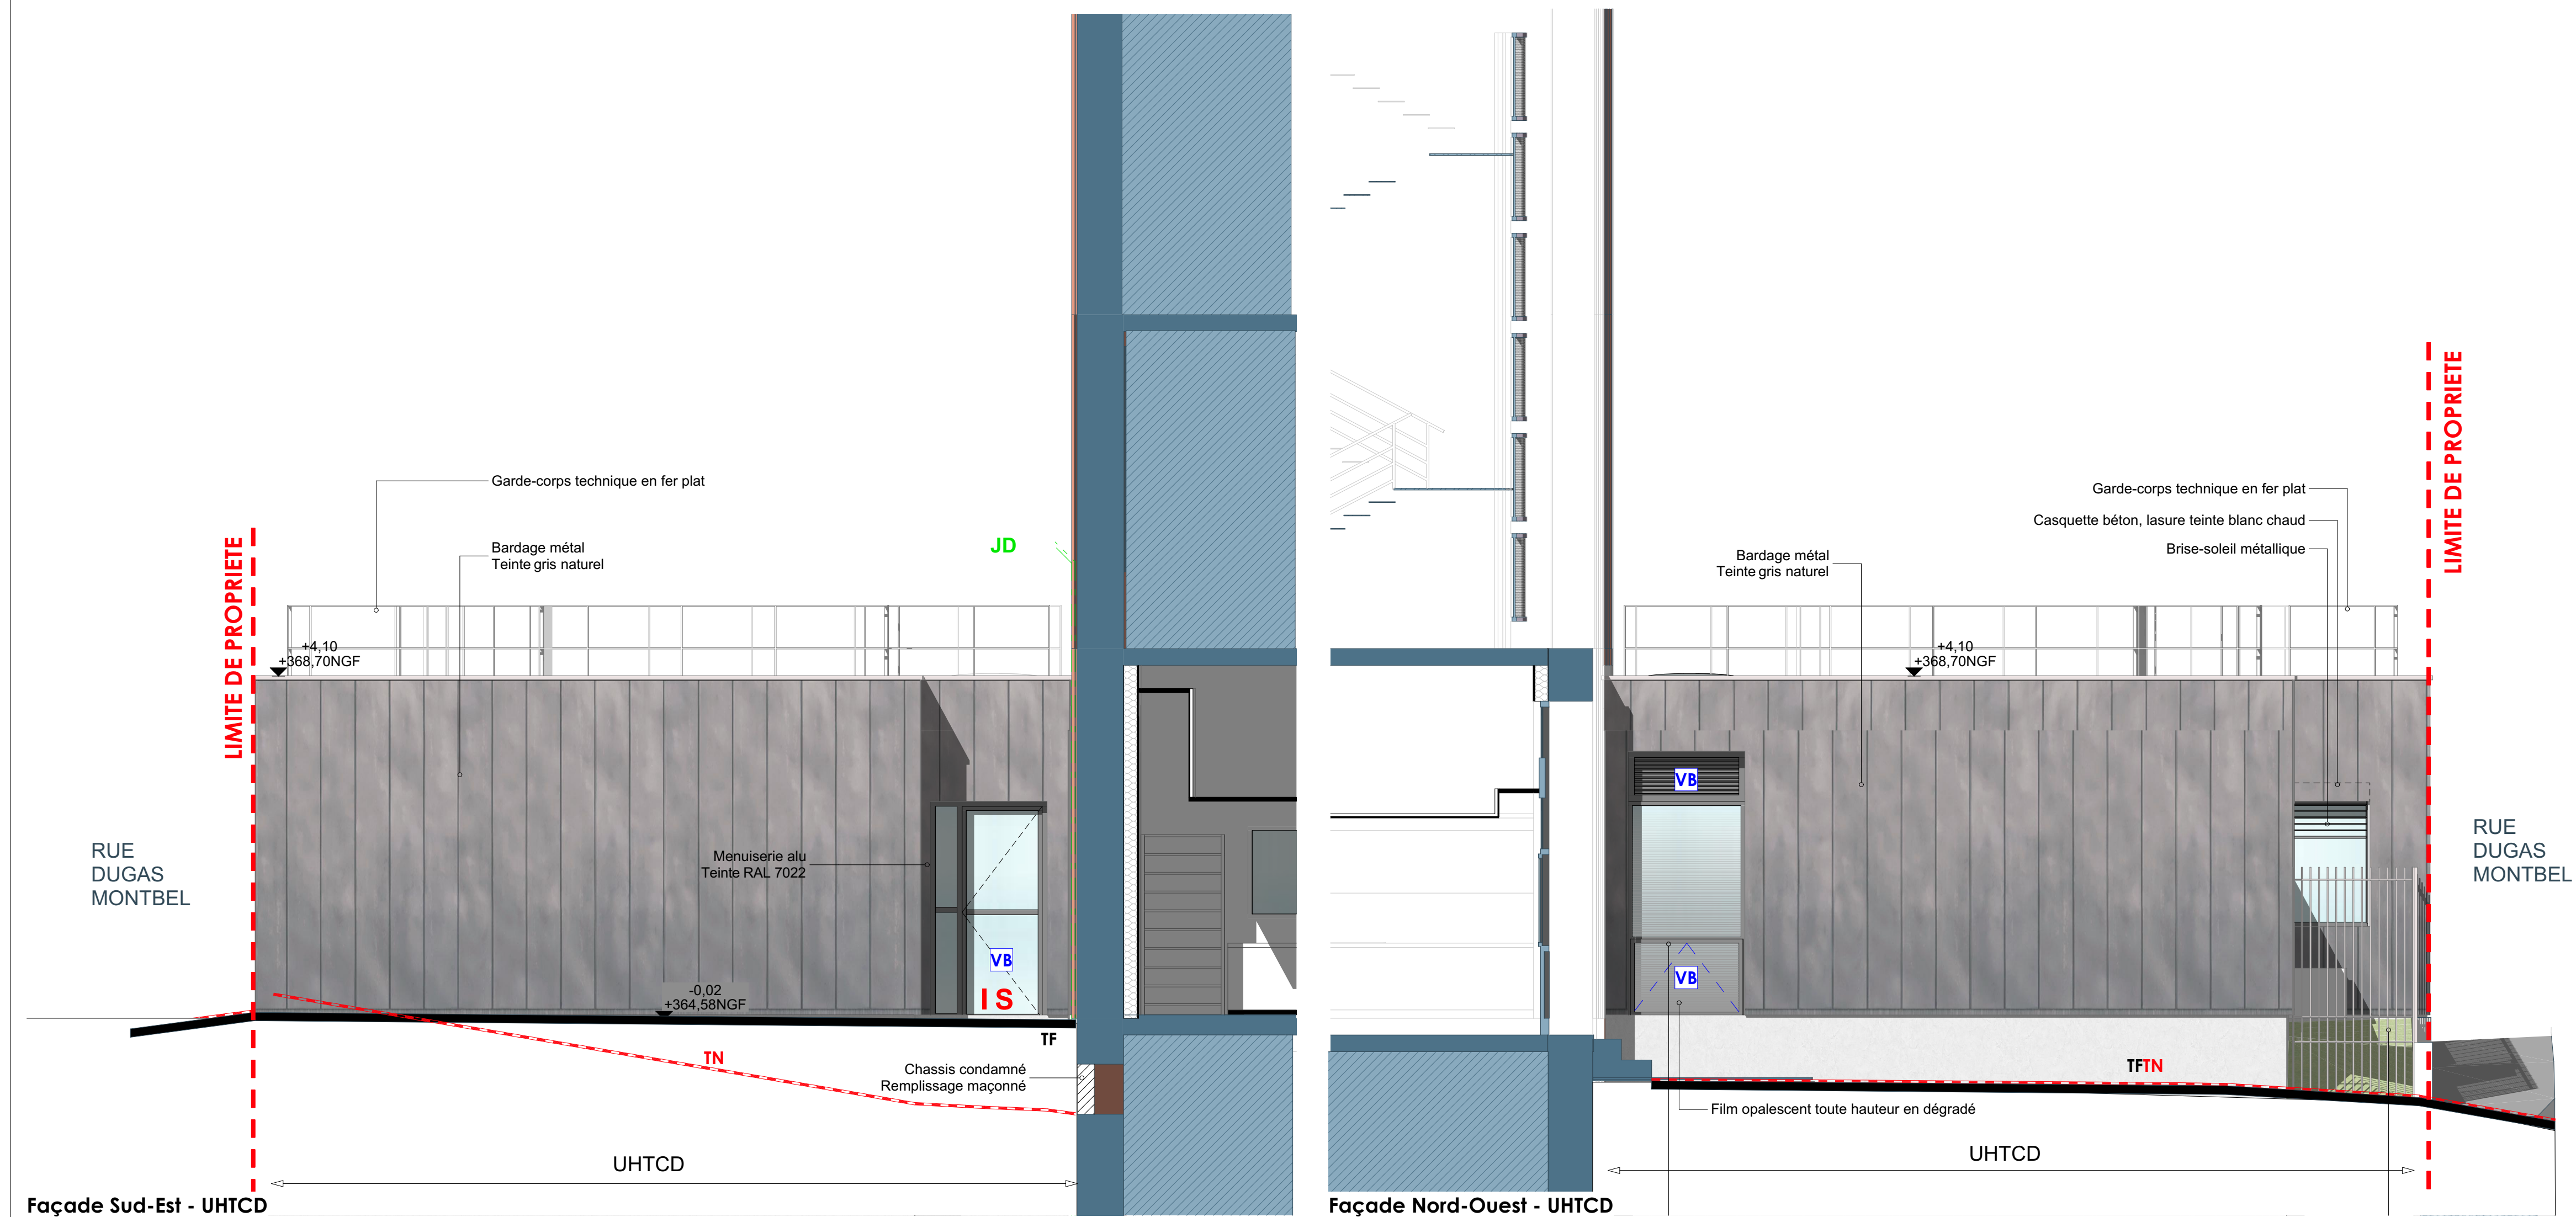 Garde-corps technique en fer plat
Bardage métal
Teinte gris naturel
LIMITE DE PROPRIETE
JD
+4,10
+368,70NGF
RUE
DUGAS
MONTBEL
Menuiserie alu
Teinte RAL 7022
VB
I S
-0,02
+364,58NGF
TF
TN
Chassis condamné
Remplissage maçonné
UHTCD
Façade Sud-Est - UHTCD
LIMITE DE PROPRIETE
Garde-corps technique en fer plat
Casquette béton, lasure teinte blanc chaud
Brise-soleil métallique
Bardage métal
Teinte gris naturel
+4,10
+368,70NGF
VB
RUE
DUGAS
MONTBEL
VB
TFTN
Film opalescent toute hauteur en dégradé
UHTCD
Façade Nord-Ouest - UHTCD